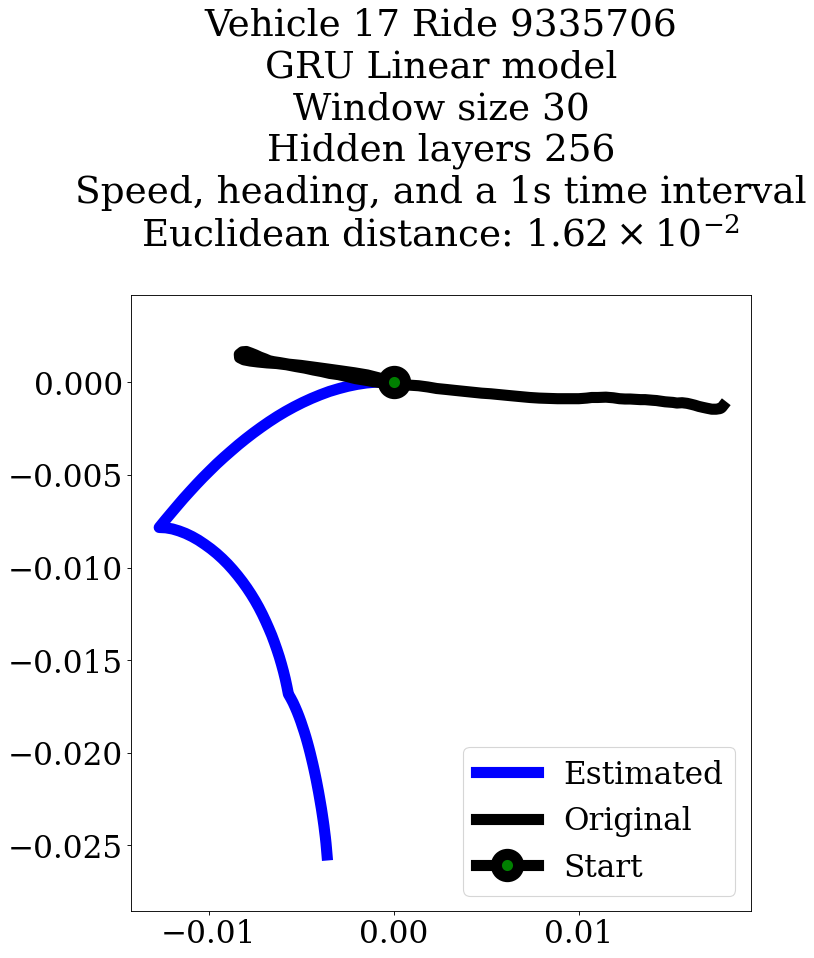 Vehicle 17 Ride 9335706
GRU Linear model
Window size 30
Hidden layers 256
Speed, heading, and a 1s time interval
Euclidean distance: 1.62 × 10⁻²
0.000
−0.005
−0.010
−0.015
−0.020
−0.025
Estimated
Original
Start
−0.01
0.00
0.01